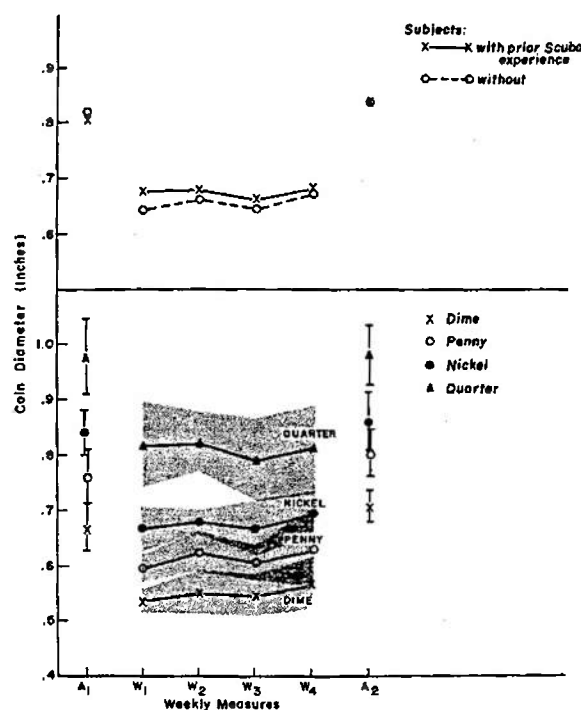 Subjects:
with prior Scuba
experience
without
.9
.8
.7
.6
Coin Diameter (Inches)
Dime
Penny
Nickel
Quarter
1.0
.9
.8
.7
.6
.5
.4
QUARTER
NICKEL
PENNY
DIME
A1 W1 W2 W3 W4 A2
Weekly Measures